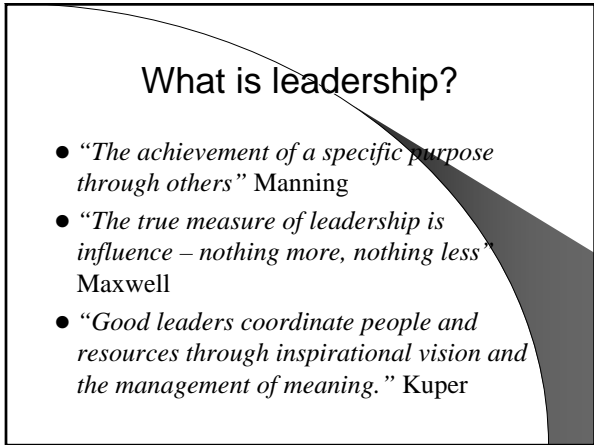 What is leadership?
● “The achievement of a specific purpose
through others” Manning
● “The true measure of leadership is
influence – nothing more, nothing less”
Maxwell
● “Good leaders coordinate people and
resources through inspirational vision and
the management of meaning.” Kuper